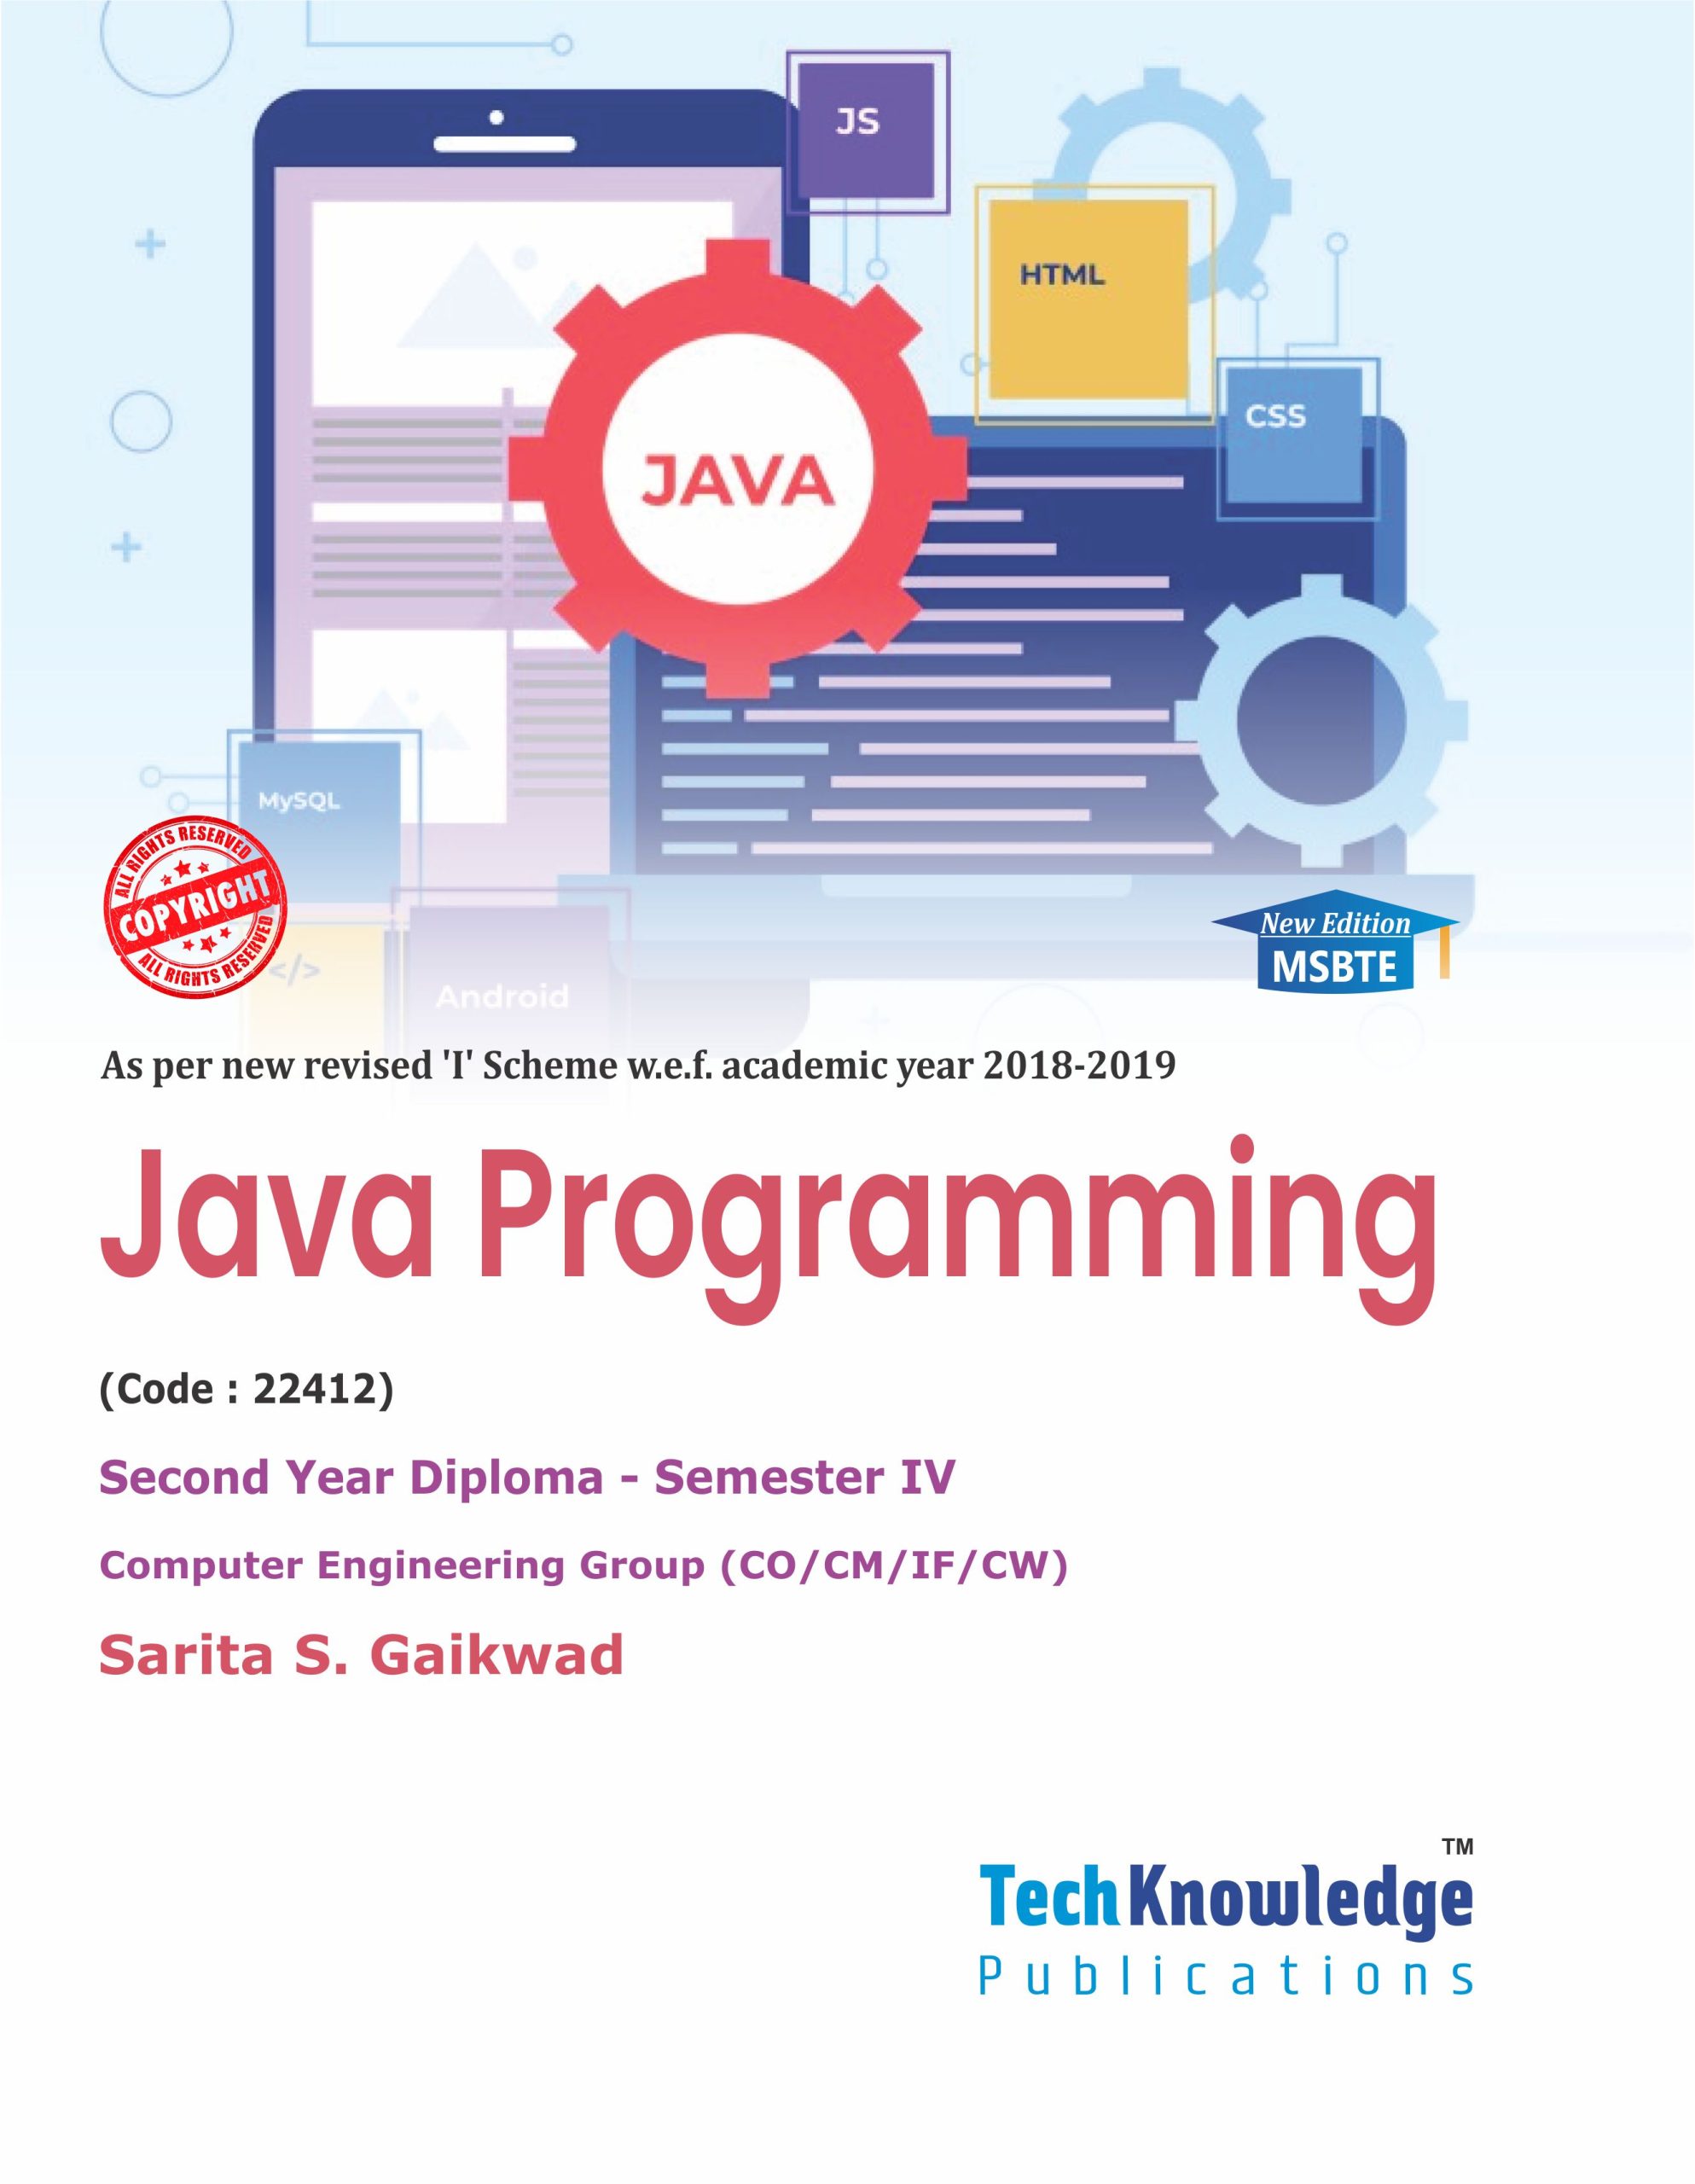 JS
HTML
CSS
JAVA
MySQL
ALL RIGHTS RESERVED
COPYRIGHT
ALL RIGHTS RESERVED
</>
Android
New Edition
MSBTE
As per new revised 'I' Scheme w.e.f. academic year 2018-2019
Java Programming
(Code : 22412)
Second Year Diploma - Semester IV
Computer Engineering Group (CO/CM/IF/CW)
Sarita S. Gaikwad
TM
TechKnowledge
Publications